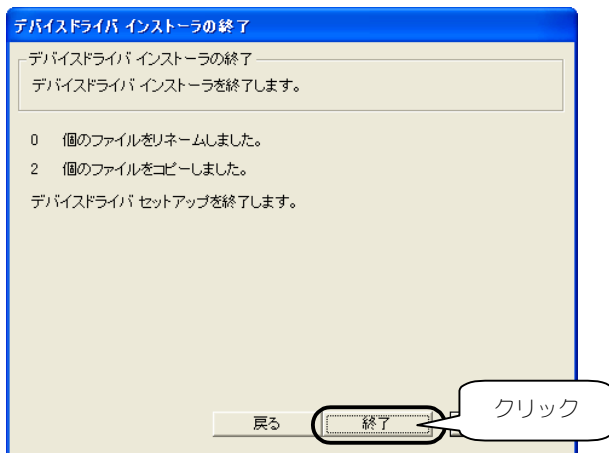 デバイスドライバ インストーラの終了
デバイスドライバ インストーラの終了
デバイスドライバ インストーラを終了します。
0 個のファイルをリネームしました。
2 個のファイルをコピーしました。
デバイスドライバ セットアップを終了します。
戻る 終了 クリック